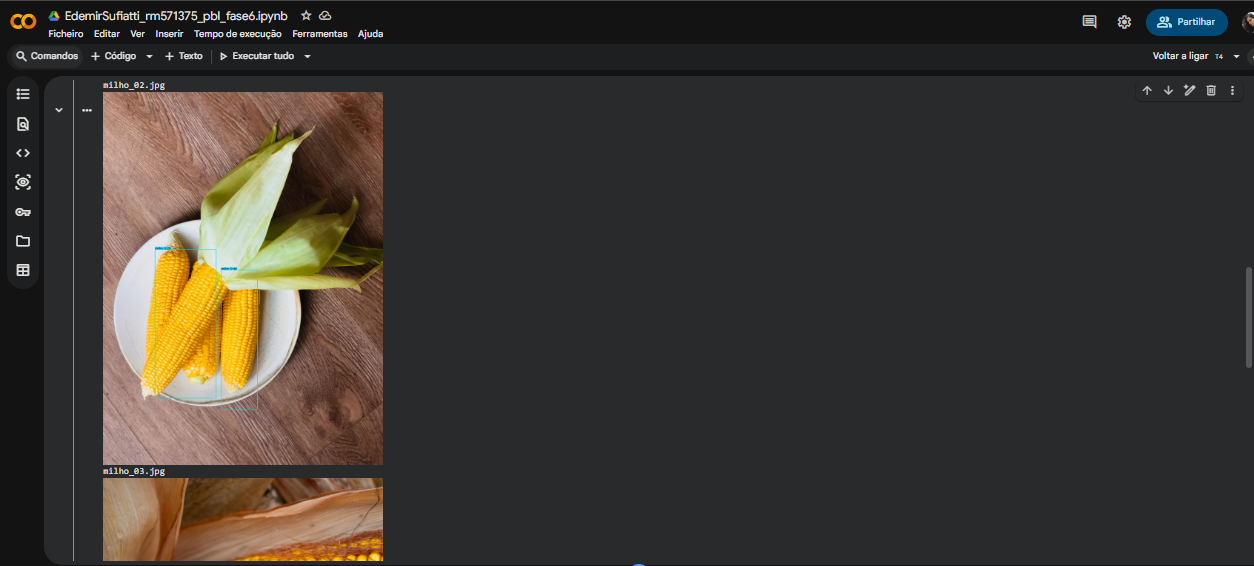 EdemirSufiatti_rm571375_pbl_fase6.ipynb
Ficheiro Editar Ver Inserir Tempo de execução Ferramentas Ajuda
Partilhar
Comandos + Código + Texto Executar tudo
Voltar a ligar T4
milho_02.jpg
milho_03.jpg